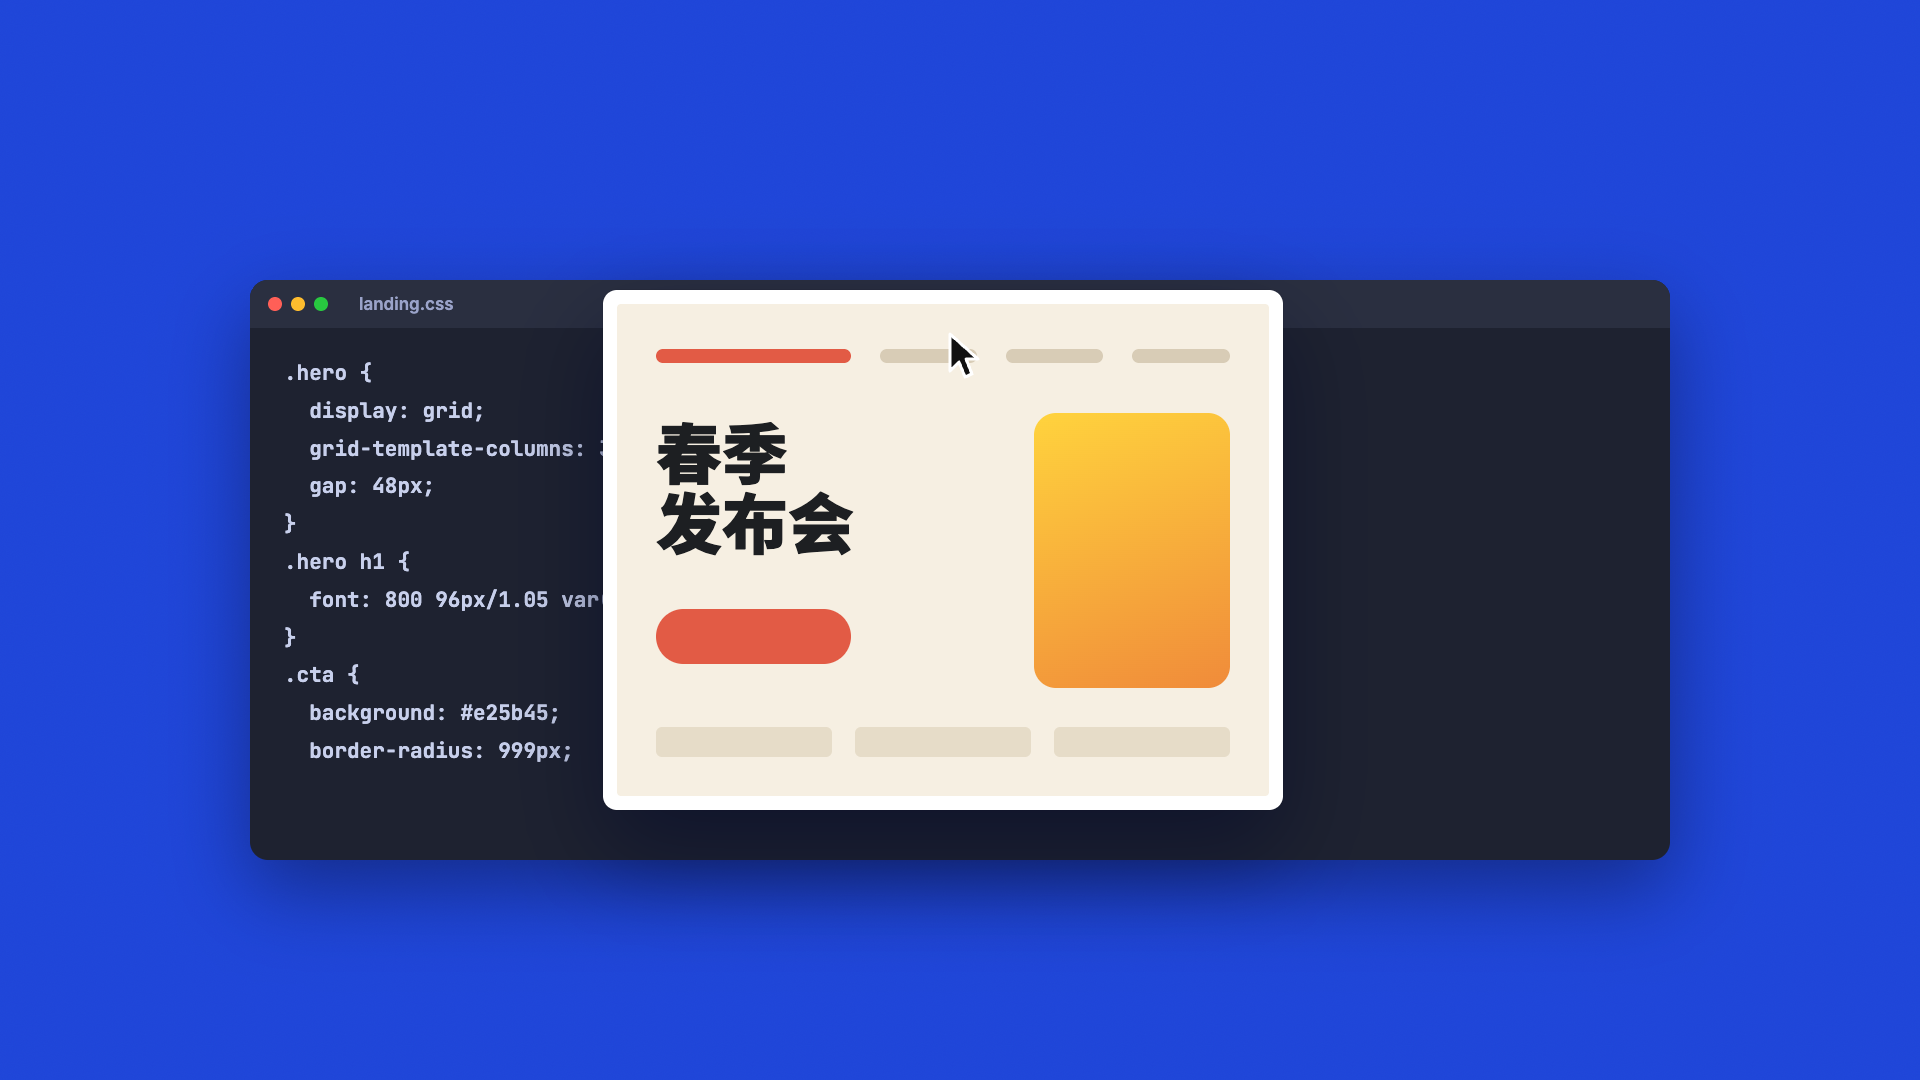 landing.css
.hero {
display: grid;
grid-template-columns:
gap: 48px;
}
.hero h1 {
font: 800 96px/1.05 var
}
.cta {
background: #e25b45;
border-radius: 999px;
春季
发布会